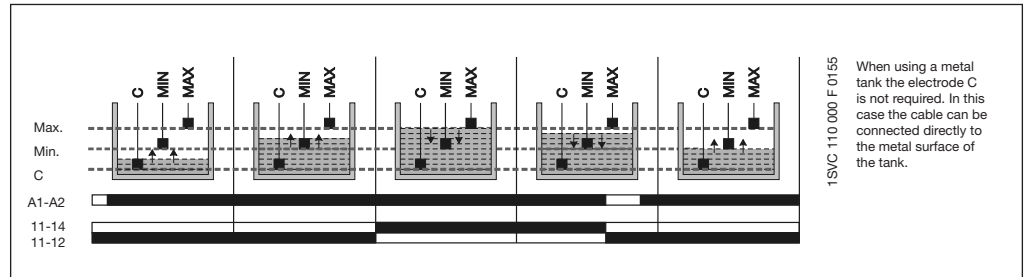 C MIN MAX
C MIN MAX
C MIN MAX
C MIN MAX
C MIN MAX
Max.
Min.
C
A1-A2
11-14
11-12
1SVC 110 000 F 0155
When using a metal
tank the electrode C
is not required. In this
case the cable can be
connected directly to
the metal surface of
the tank.